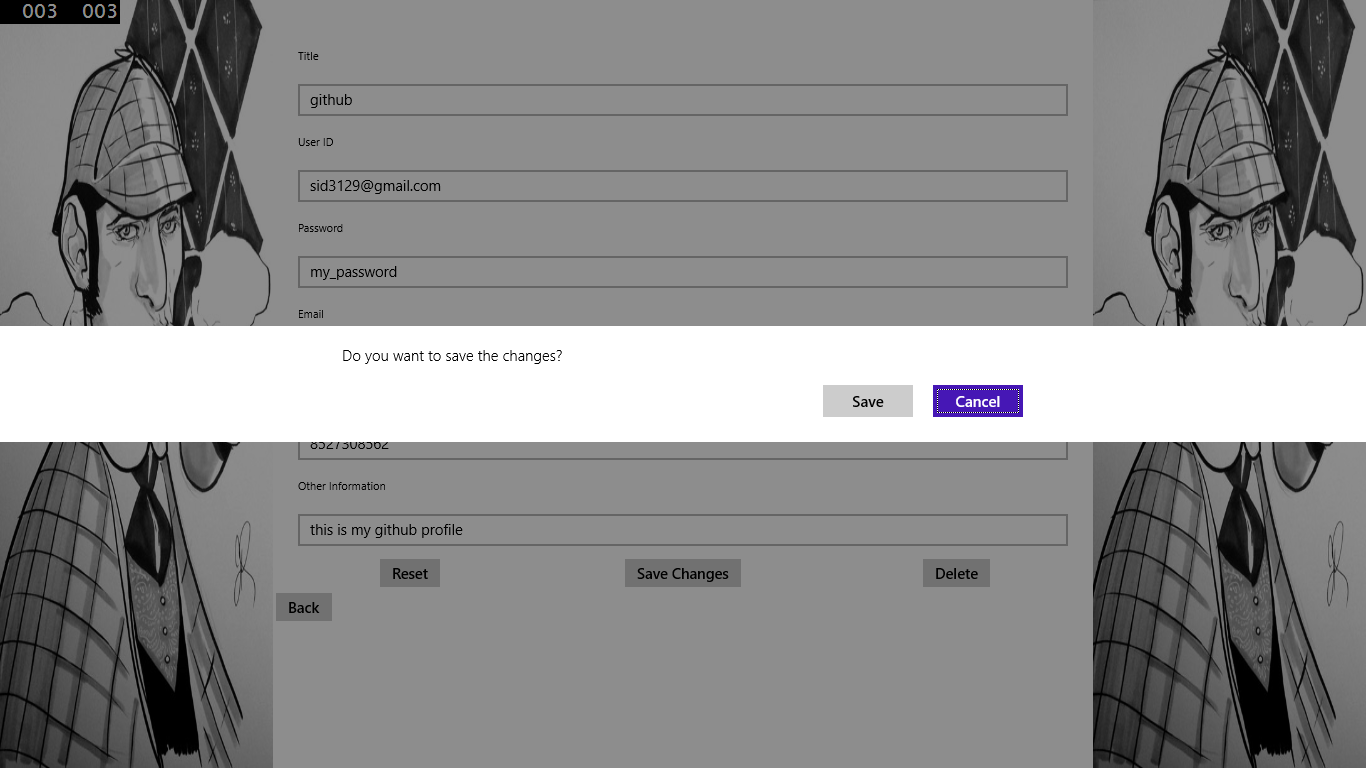 003 003
Title
github
User ID
sid3129@gmail.com
Password
my_password
Email
Do you want to save the changes?
Save Cancel
8527308562
Other Information
this is my github profile
Reset Save Changes Delete
Back